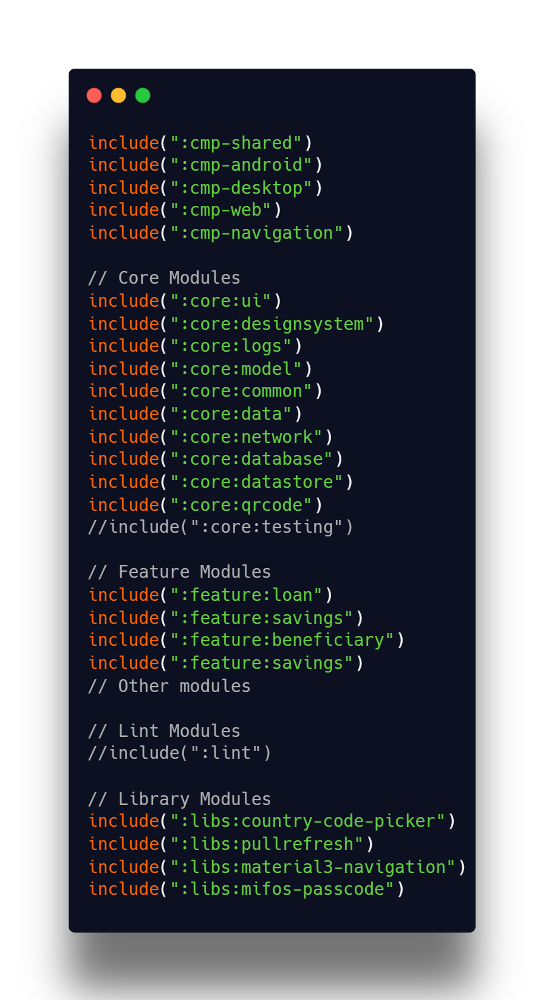 include(":cmp-shared")
include(":cmp-android")
include(":cmp-desktop")
include(":cmp-web")
include(":cmp-navigation")

// Core Modules
include(":core:ui")
include(":core:designsystem")
include(":core:logs")
include(":core:model")
include(":core:common")
include(":core:data")
include(":core:network")
include(":core:database")
include(":core:datastore")
include(":core:qrcode")
//include(":core:testing")

// Feature Modules
include(":feature:loan")
include(":feature:savings")
include(":feature:beneficiary")
include(":feature:savings")
// Other modules

// Lint Modules
//include(":lint")

// Library Modules
include(":libs:country-code-picker")
include(":libs:pullrefresh")
include(":libs:material3-navigation")
include(":libs:mifos-passcode")